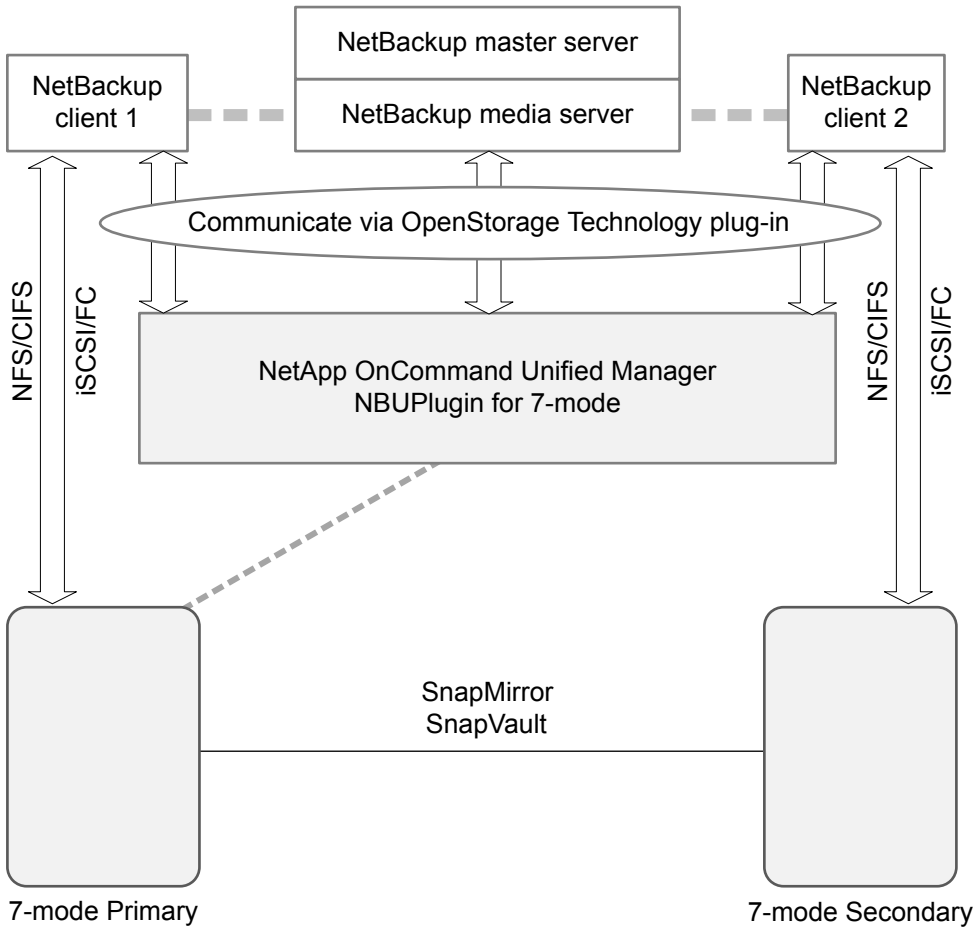 NetBackup master server
NetBackup
client 1
NetBackup media server
NetBackup
client 2
Communicate via OpenStorage Technology plug-in
NFS/CIFS
iSCSI/FC
NFS/CIFS
iSCSI/FC
NetApp OnCommand Unified Manager
NBUPlugin for 7-mode
SnapMirror
SnapVault
7-mode Primary
7-mode Secondary